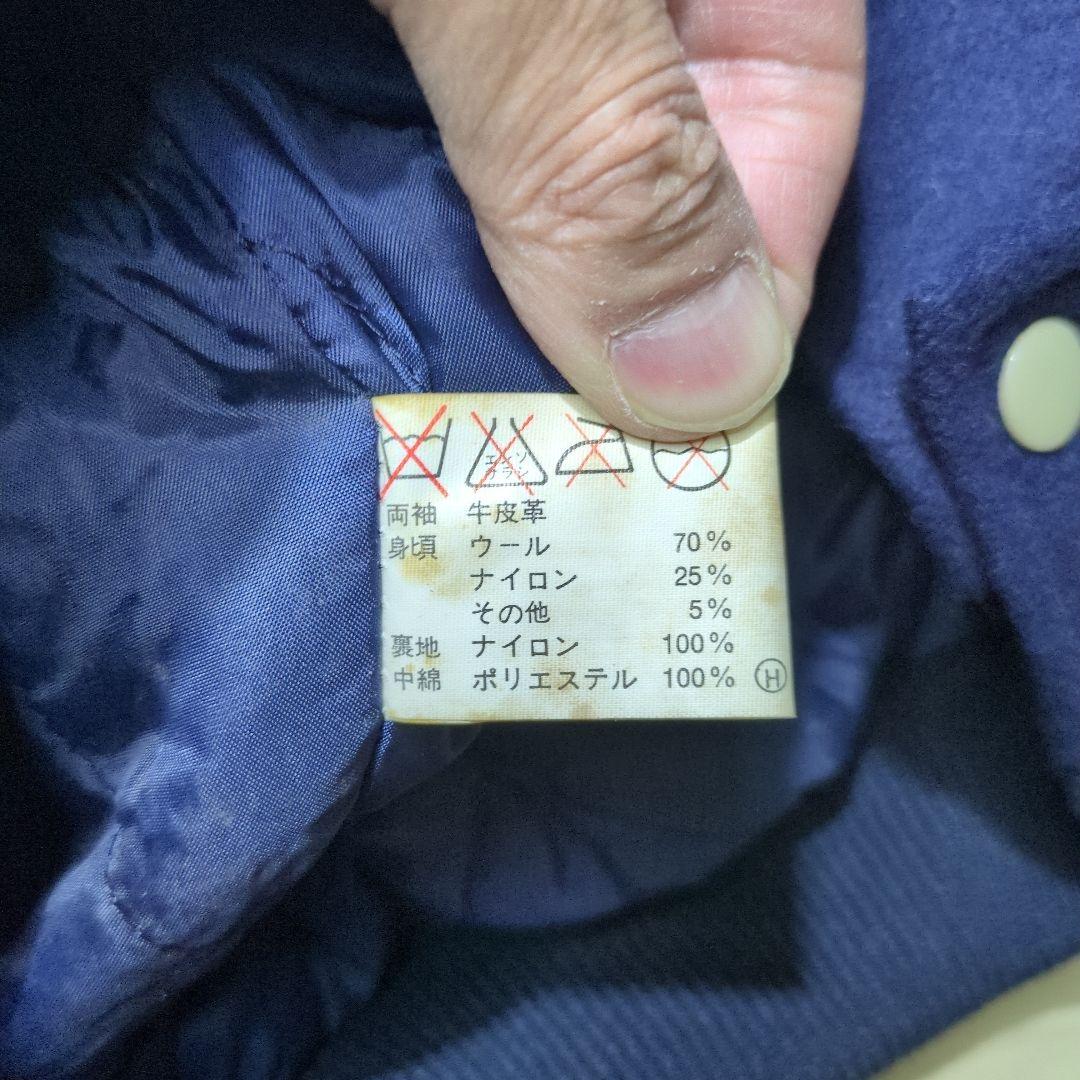 エンソ
サラシ
両袖 牛皮革
身頃 ウール 70%
ナイロン 25%
その他 5%
裏地 ナイロン 100%
中綿 ポリエステル 100% Ⓗ